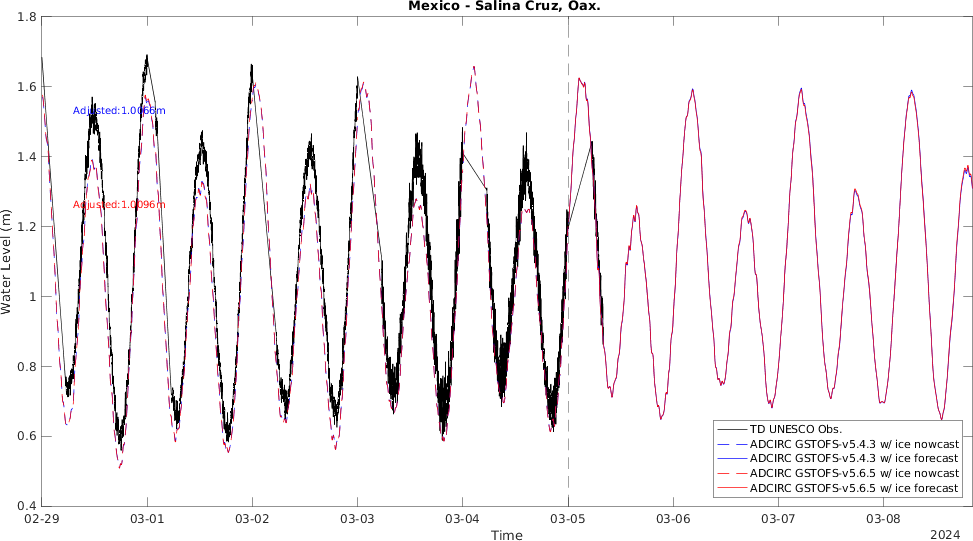 Mexico - Salina Cruz, Oax.
1.8
1.6
1.4
1.2
1
0.8
0.6
0.4
Water Level (m)
Adjusted:1.0066m
Adjusted:1.0096m
TD UNESCO Obs.
ADCIRC GSTOFS-v5.4.3 w/ ice nowcast
ADCIRC GSTOFS-v5.4.3 w/ ice forecast
ADCIRC GSTOFS-v5.6.5 w/ ice nowcast
ADCIRC GSTOFS-v5.6.5 w/ ice forecast
02-29 03-01 03-02 03-03 03-04 03-05 03-06 03-07 03-08
Time
2024